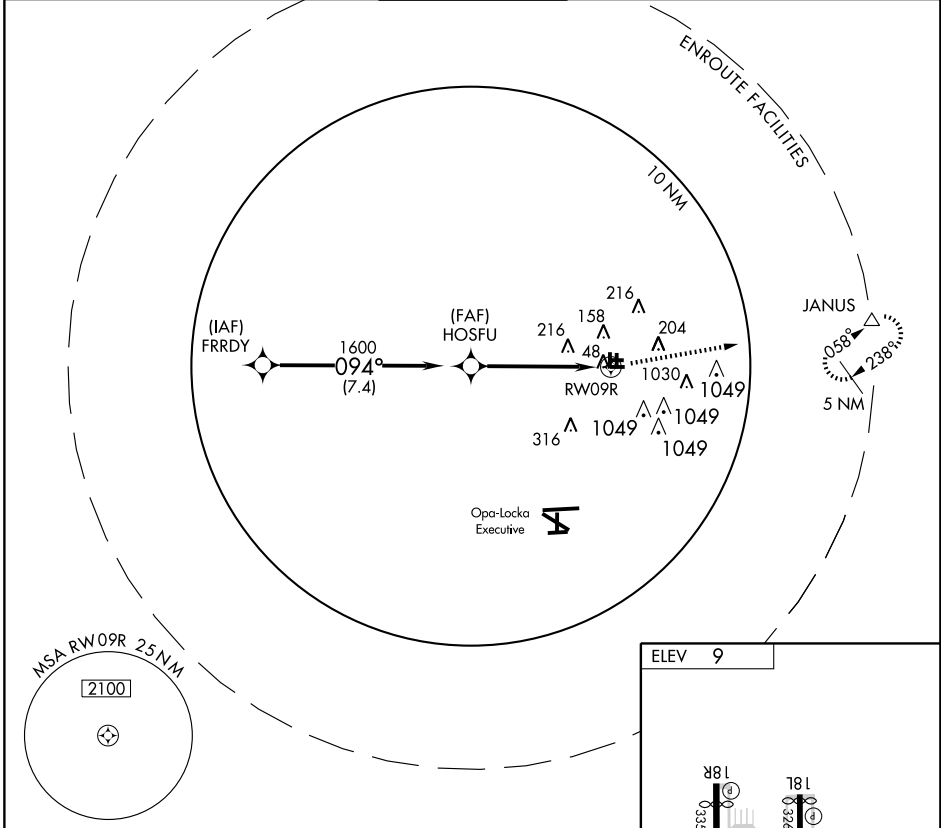 ENROUTE FACILITIES
10 NM
(IAF)
FRRDY
1600
094°
(7.4)
(FAF)
HOSFU
216
158
216
204
48
RW09R
1030
1049
1049
1049
1049
316
JANUS
058°
238°
5 NM
Opa-Locka
Executive
MSA RW09R 25 NM
2100
ELEV 9
18R
18L
P
P
335
326